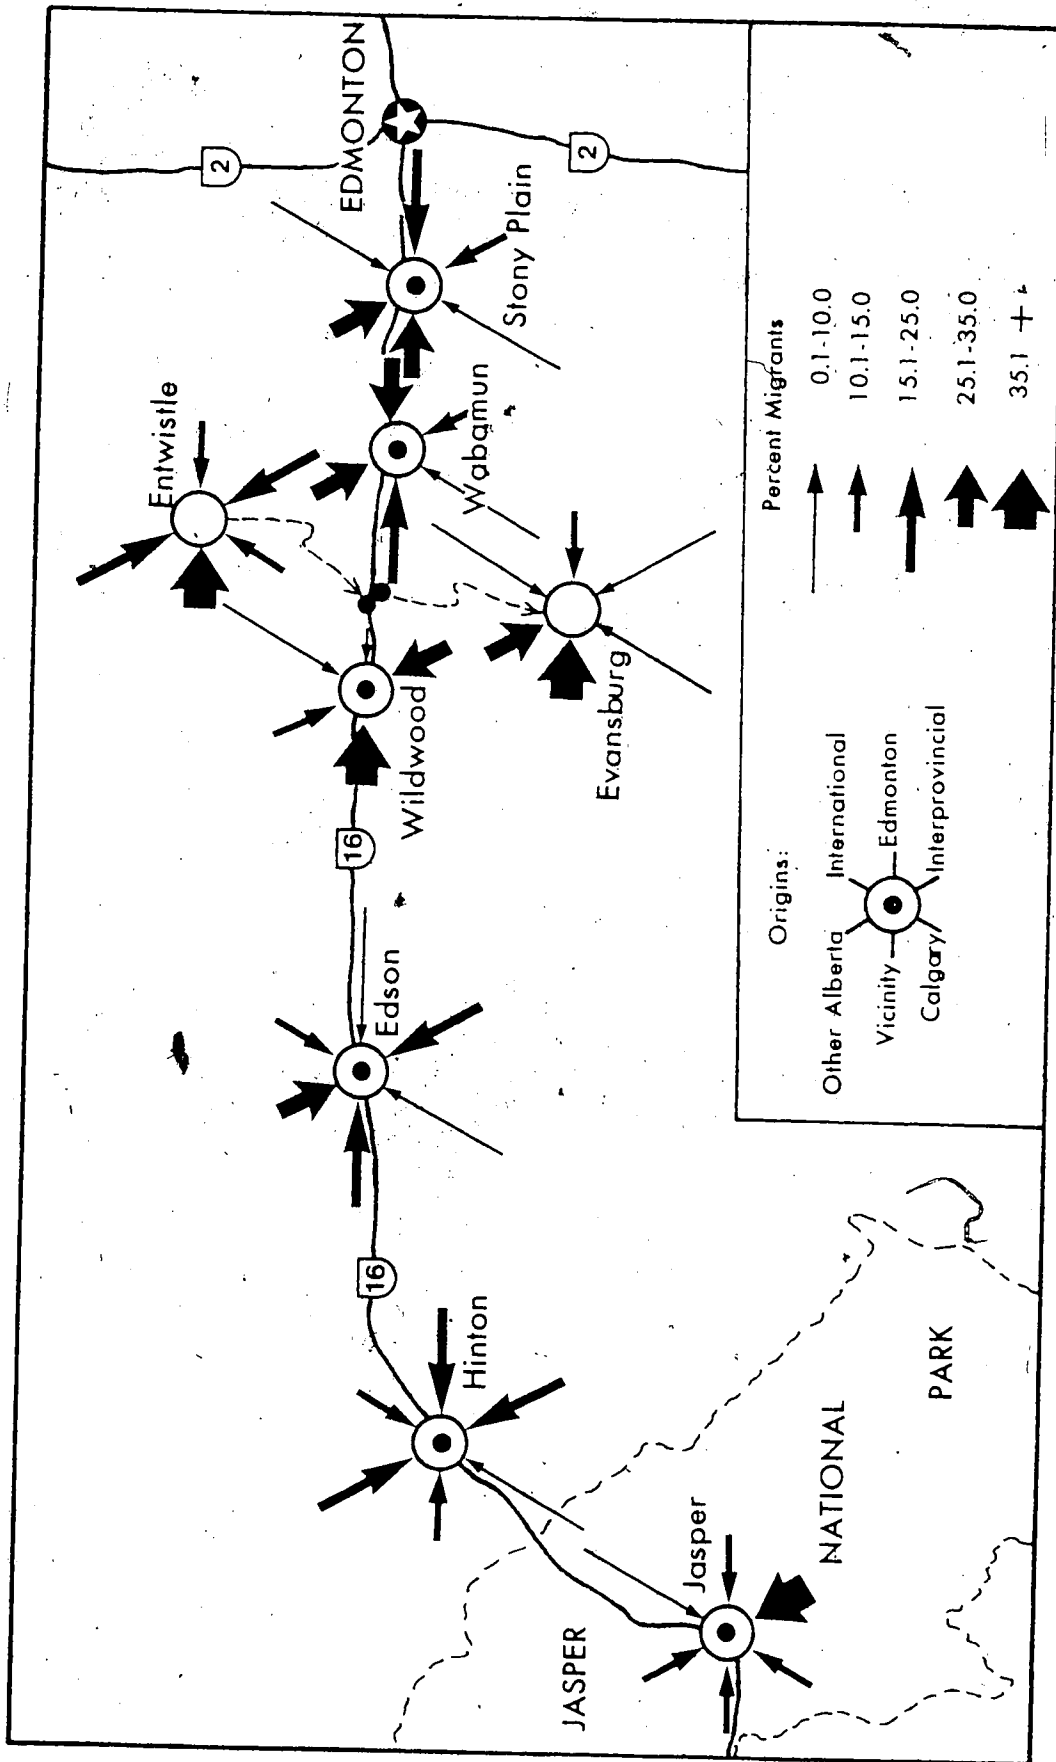 EDMONTON
2
2
Stony Plain
Entwistle
Wabamun
Wildwood
Evansburg
16
Edson
16
Hinton
Jasper
JASPER
NATIONAL
PARK
Origins:
Other Alberta
International
Vicinity
Edmonton
Calgary
Interprovincial
Percent Migrants
0.1-10.0
10.1-15.0
15.1-25.0
25.1-35.0
35.1 +